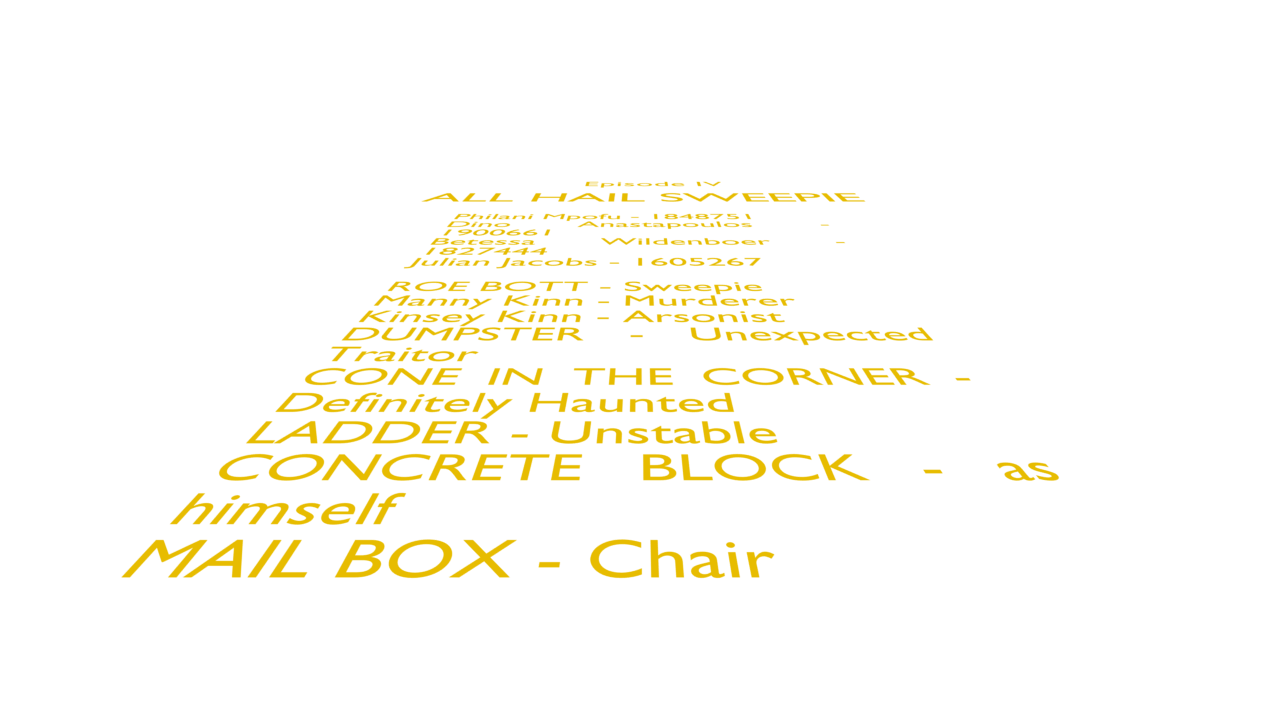 Episode IV
ALL HAIL SWEEPIE
Philani Mpofu - 1848751
Dino Anastapoulos -
1900661
Betessa Wildenboer -
1827444
Julian Jacobs - 1605267
ROE BOTT - Sweepie
Manny Kinn - Murderer
Kinsey Kinn - Arsonist
DUMPSTER - Unexpected
Traitor
CONE IN THE CORNER -
Definitely Haunted
LADDER - Unstable
CONCRETE BLOCK - as
himself
MAIL BOX - Chair